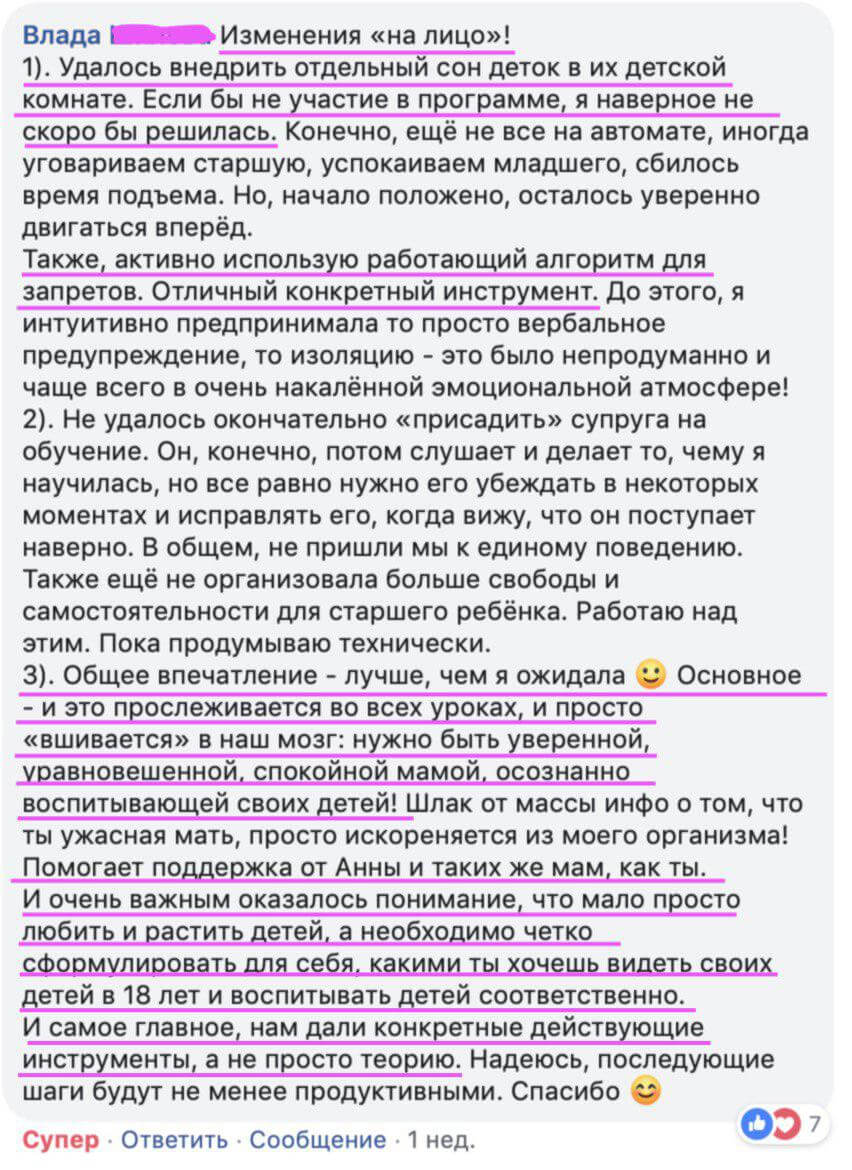 Влада Изменения «на лицо»!
1). Удалось внедрить отдельный сон деток в их детской
комнате. Если бы не участие в программе, я наверное не
скоро бы решилась. Конечно, ещё не все на автомате, иногда
уговариваем старшую, успокаиваем младшего, сбилось
время подъема. Но, начало положено, осталось уверенно
двигаться вперёд.
Также, активно использую работающий алгоритм для
запретов. Отличный конкретный инструмент. До этого, я
интуитивно предпринимала то просто вербальное
предупреждение, то изоляцию - это было непродуманно и
чаще всего в очень накалённой эмоциональной атмосфере!
2). Не удалось окончательно «присадить» супруга на
обучение. Он, конечно, потом слушает и делает то, чему я
научилась, но все равно нужно его убеждать в некоторых
моментах и исправлять его, когда вижу, что он поступает
наверно. В общем, не пришли мы к единому поведению.
Также ещё не организовала больше свободы и
самостоятельности для старшего ребёнка. Работаю над
этим. Пока продумываю технически.
3). Общее впечатление - лучше, чем я ожидала 🙂 Основное
- и это прослеживается во всех уроках, и просто
«вшивается» в наш мозг: нужно быть уверенной,
уравновешенной, спокойной мамой, осознанно
воспитывающей своих детей! Шлак от массы инфо о том, что
ты ужасная мать, просто искореняется из моего организма!
Помогает поддержка от Анны и таких же мам, как ты.
И очень важным оказалось понимание, что мало просто
любить и растить детей, а необходимо четко
сформулировать для себя, какими ты хочешь видеть своих
детей в 18 лет и воспитывать детей соответственно.
И самое главное, нам дали конкретные действующие
инструменты, а не просто теорию. Надеюсь, последующие
шаги будут не менее продуктивными. Спасибо 😊
7
Супер · Ответить · Сообщение · 1 нед.